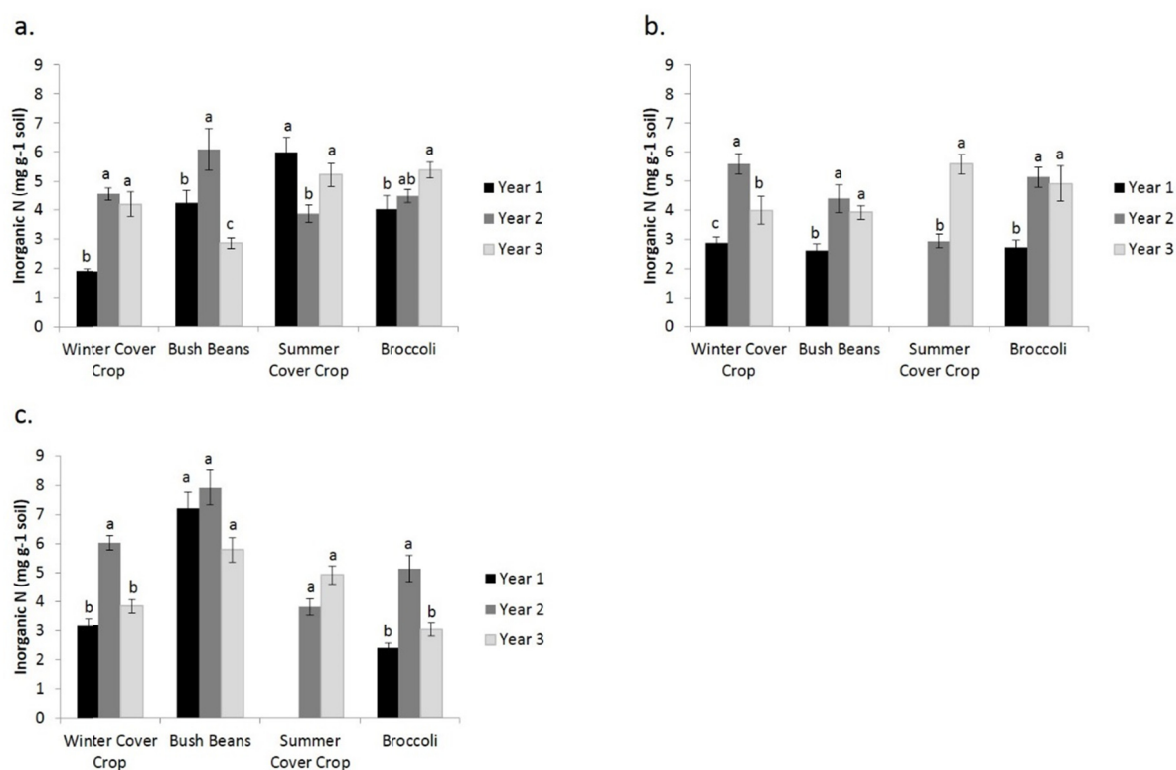 a.
Inorganic N (mg g-1 soil)
9
8
7
6
5
4
3
2
1
0
b
a
a
b
a
c
a
b
a
b
ab
a
Winter Cover
Crop
Bush Beans
Summer
Cover Crop
Broccoli
Year 1
Year 2
Year 3
b.
Inorganic N (mg g-1 soil)
9
8
7
6
5
4
3
2
1
0
c
a
b
b
a
a
b
a
b
a
a
Winter Cover
Crop
Bush Beans
Summer
Cover Crop
Broccoli
Year 1
Year 2
Year 3
c.
Inorganic N (mg g-1 soil)
9
8
7
6
5
4
3
2
1
0
b
a
b
a
a
a
a
a
b
a
b
Winter Cover
Crop
Bush Beans
Summer
Cover Crop
Broccoli
Year 1
Year 2
Year 3